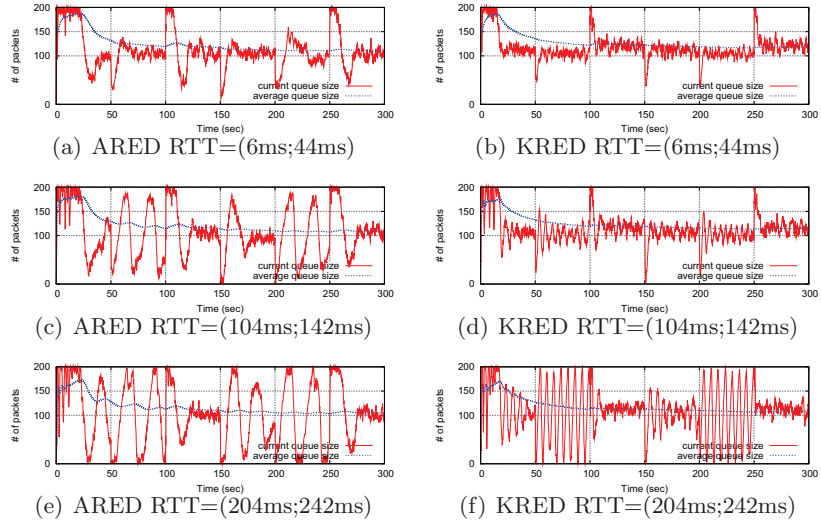 # of packets
200
150
100
0
0 50 100 150 200 250 300
Time (sec)
current queue size
average queue size
(a) ARED RTT=(6ms;44ms)
# of packets
200
150
100
0
0 50 100 150 200 250 300
Time (sec)
current queue size
average queue size
(b) KRED RTT=(6ms;44ms)
# of packets
200
150
100
0
0 50 100 150 200 250 300
Time (sec)
current queue size
average queue size
(c) ARED RTT=(104ms;142ms)
# of packets
200
150
100
0
0 50 100 150 200 250 300
Time (sec)
current queue size
average queue size
(d) KRED RTT=(104ms;142ms)
# of packets
200
150
100
0
0 50 100 150 200 250 300
Time (sec)
current queue size
average queue size
(e) ARED RTT=(204ms;242ms)
# of packets
200
150
100
0
0 50 100 150 200 250 300
Time (sec)
current queue size
average queue size
(f) KRED RTT=(204ms;242ms)